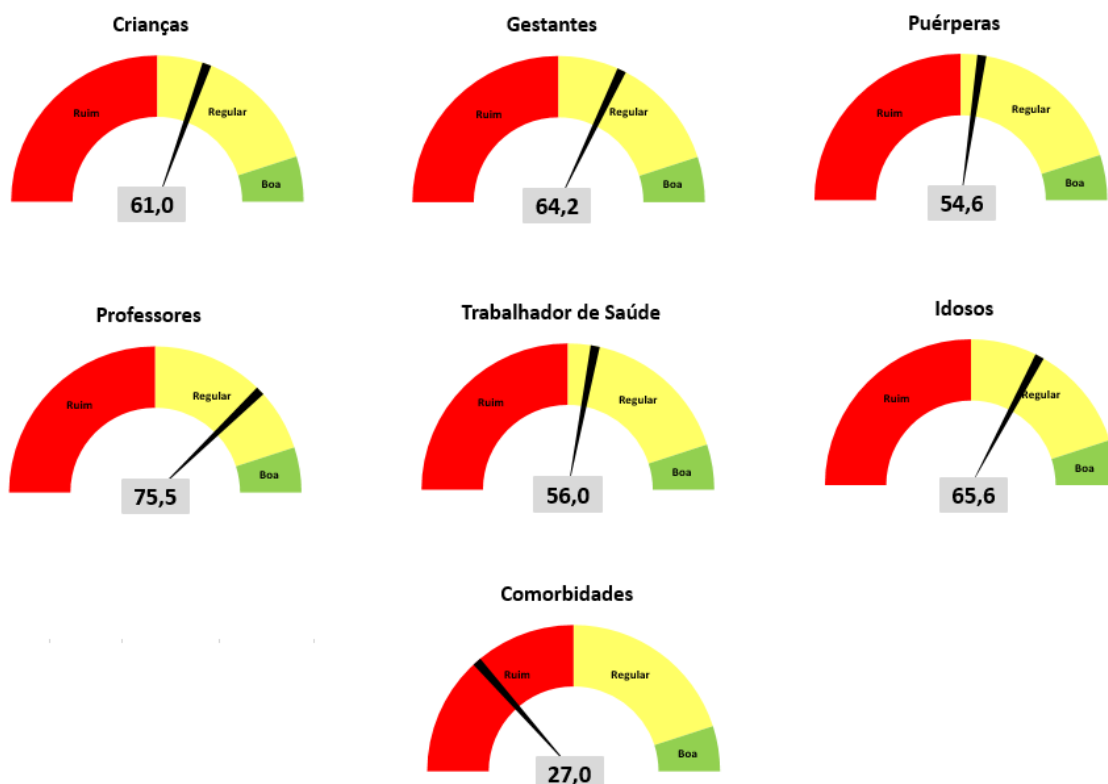 Crianças
Ruim
Regular
Boa
61,0
Gestantes
Ruim
Regular
Boa
64,2
Puérperas
Ruim
Regular
Boa
54,6
Professores
Ruim
Regular
Boa
75,5
Trabalhador de Saúde
Ruim
Regular
Boa
56,0
Idosos
Ruim
Regular
Boa
65,6
Comorbidades
Ruim
Regular
Boa
27,0